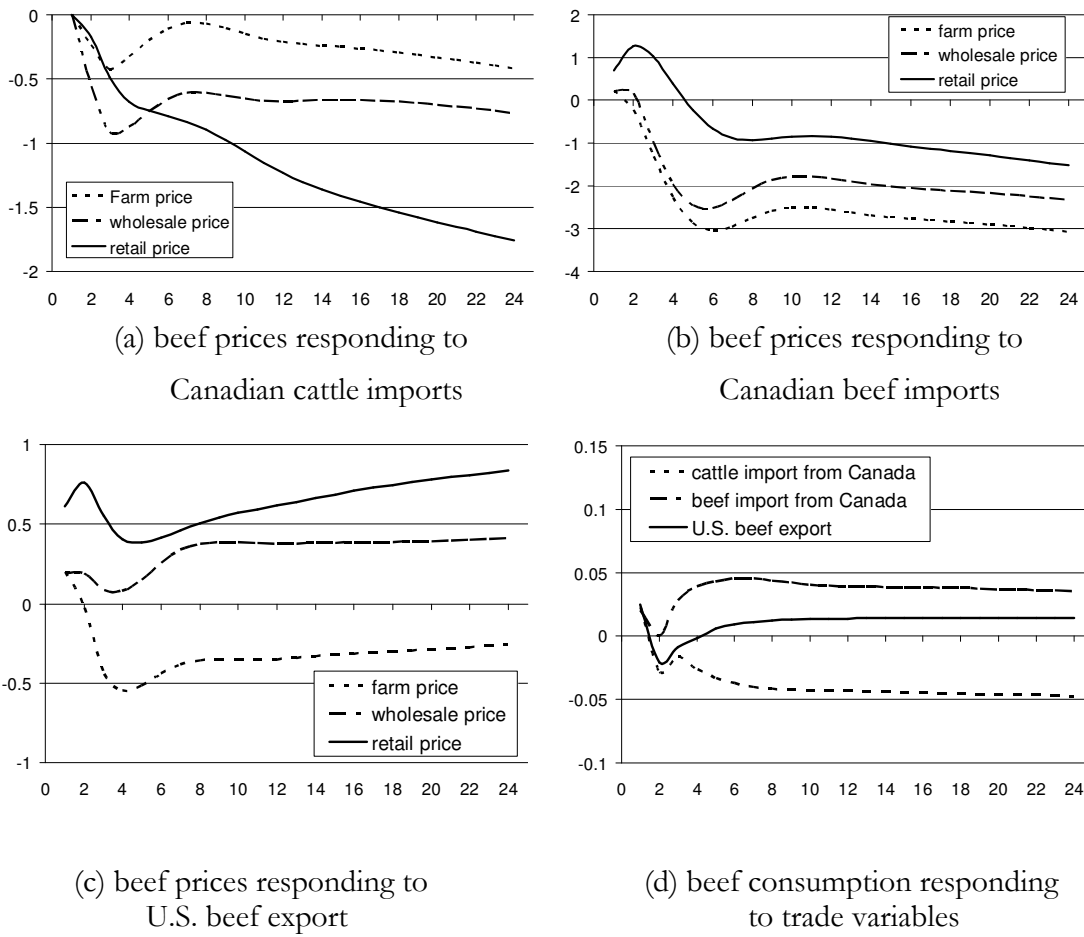 0
-0.5
-1
-1.5
-2
Farm price
wholesale price
retail price
0 2 4 6 8 10 12 14 16 18 20 22 24
(a) beef prices responding to
Canadian cattle imports
2
1
0
-1
-2
-3
-4
farm price
wholesale price
retail price
0 2 4 6 8 10 12 14 16 18 20 22 24
(b) beef prices responding to
Canadian beef imports
1
0.5
0
-0.5
-1
farm price
wholesale price
retail price
0 2 4 6 8 10 12 14 16 18 20 22 24
(c) beef prices responding to
U.S. beef export
0.15
0.1
0.05
0
-0.05
-0.1
cattle import from Canada
beef import from Canada
U.S. beef export
0 2 4 6 8 10 12 14 16 18 20 22 24
(d) beef consumption responding
to trade variables